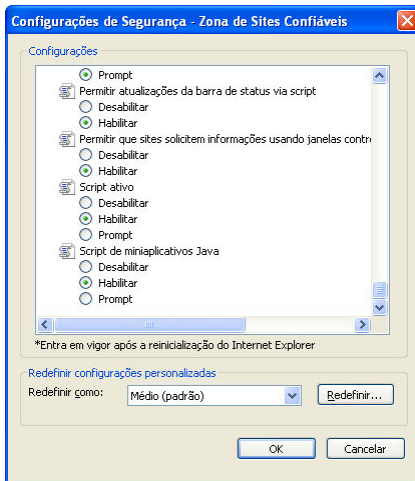 Configurações de Segurança - Zona de Sites Confiáveis
Configurações
Prompt
Permitir atualizações da barra de status via script
Desabilitar
Habilitar
Permitir que sites solicitem informações usando janelas contr
Desabilitar
Habilitar
Script ativo
Desabilitar
Habilitar
Prompt
Script de miniaplicativos Java
Desabilitar
Habilitar
Prompt
*Entra em vigor após a reinicialização do Internet Explorer
Redefinir configurações personalizadas
Redefinir como:
Médio (padrão)
Redefinir...
OK
Cancelar